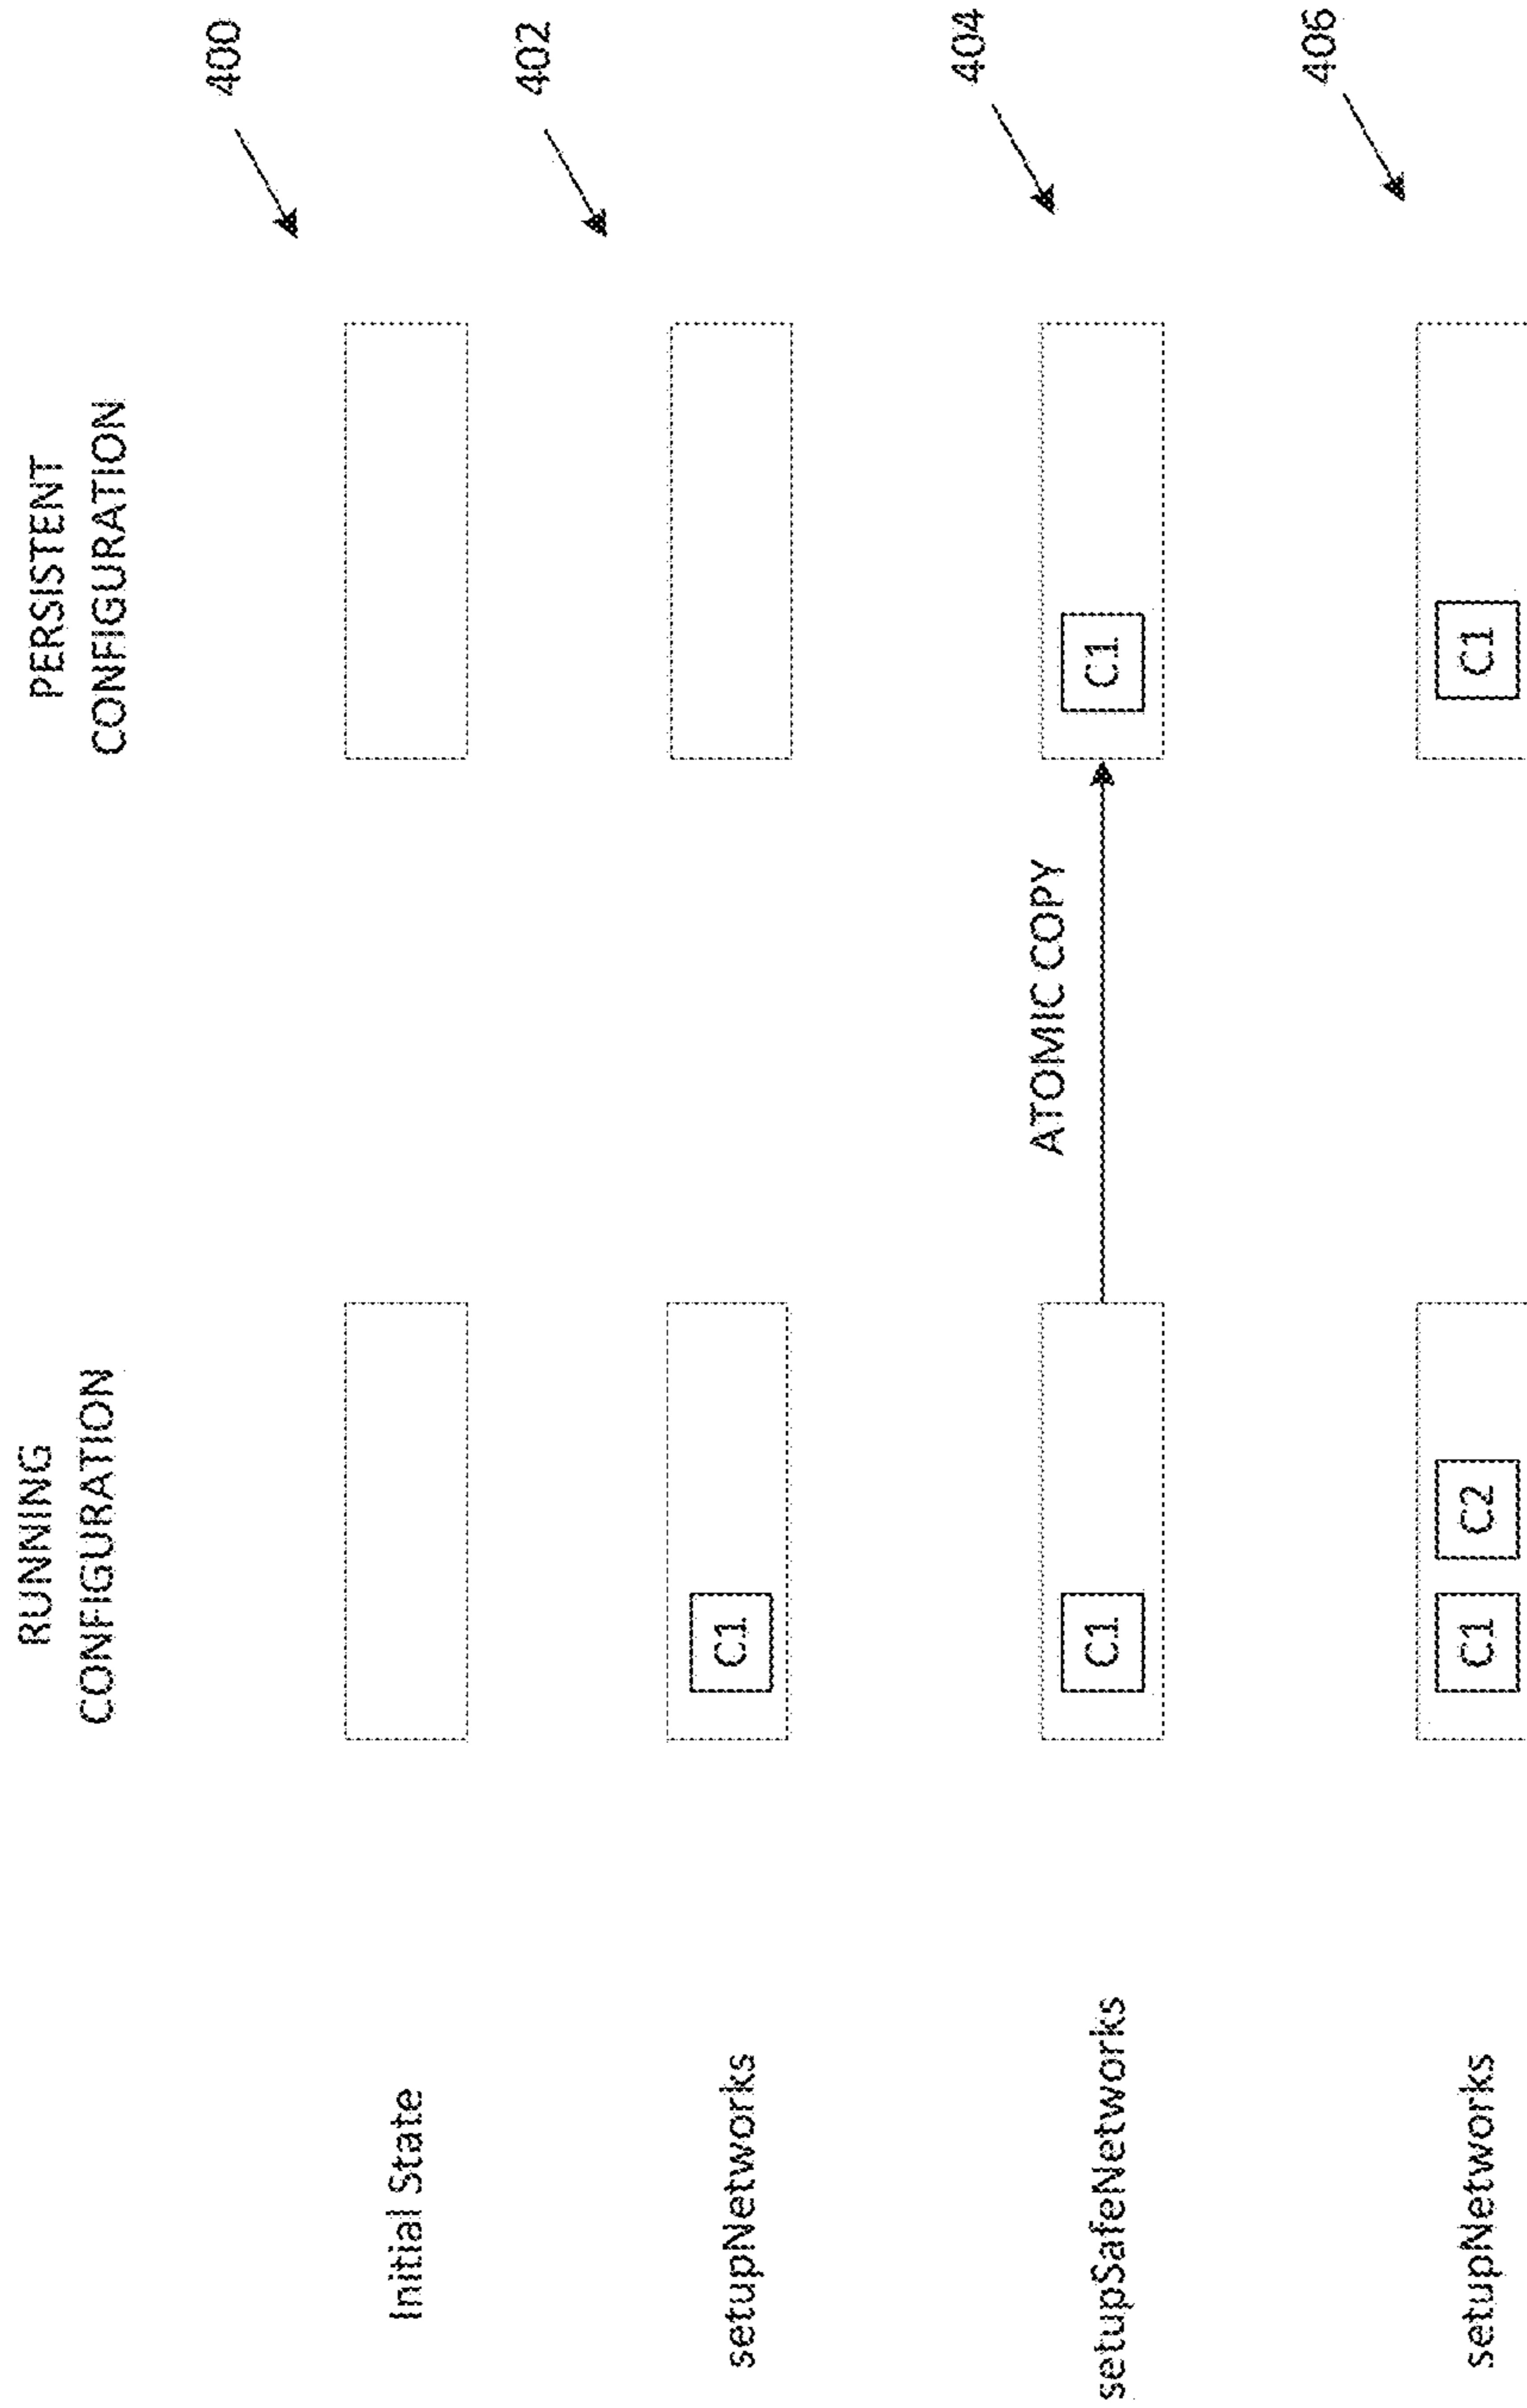 RUNNING
CONFIGURATION
PERSISTENT
CONFIGURATION
400
Initial State
402
setupNetworks
C1
404
setupSafeNetworks
C1
ATOMIC COPY
C1
406
setupNetworks
C1
C2
C1